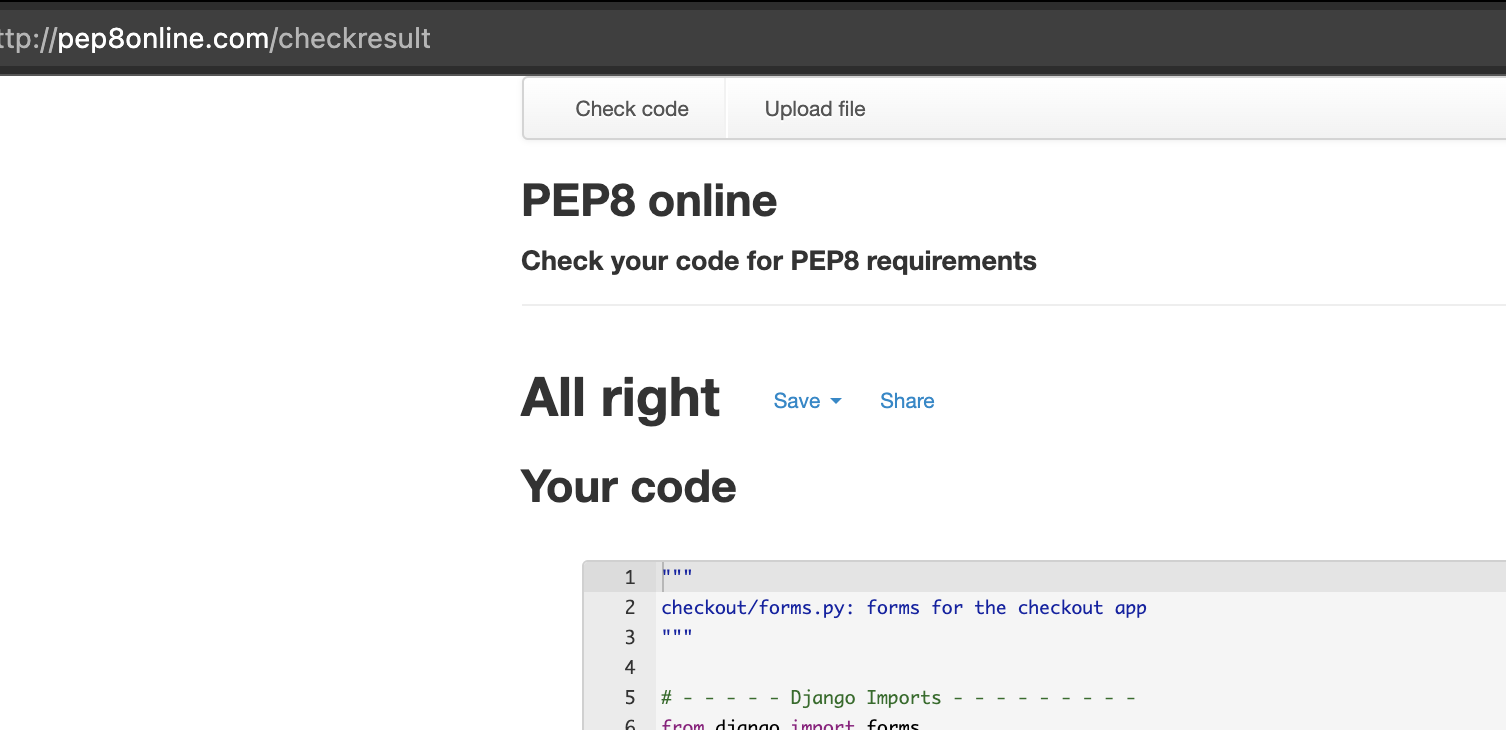 ttp://pep8online.com/checkresult
Check code Upload file
PEP8 online
Check your code for PEP8 requirements
All right Save Share
Your code
1 """
2 checkout/forms.py: forms for the checkout app
3 """
4
5 # - - - - - Django Imports - - - - - - - - -
6 from django import forms